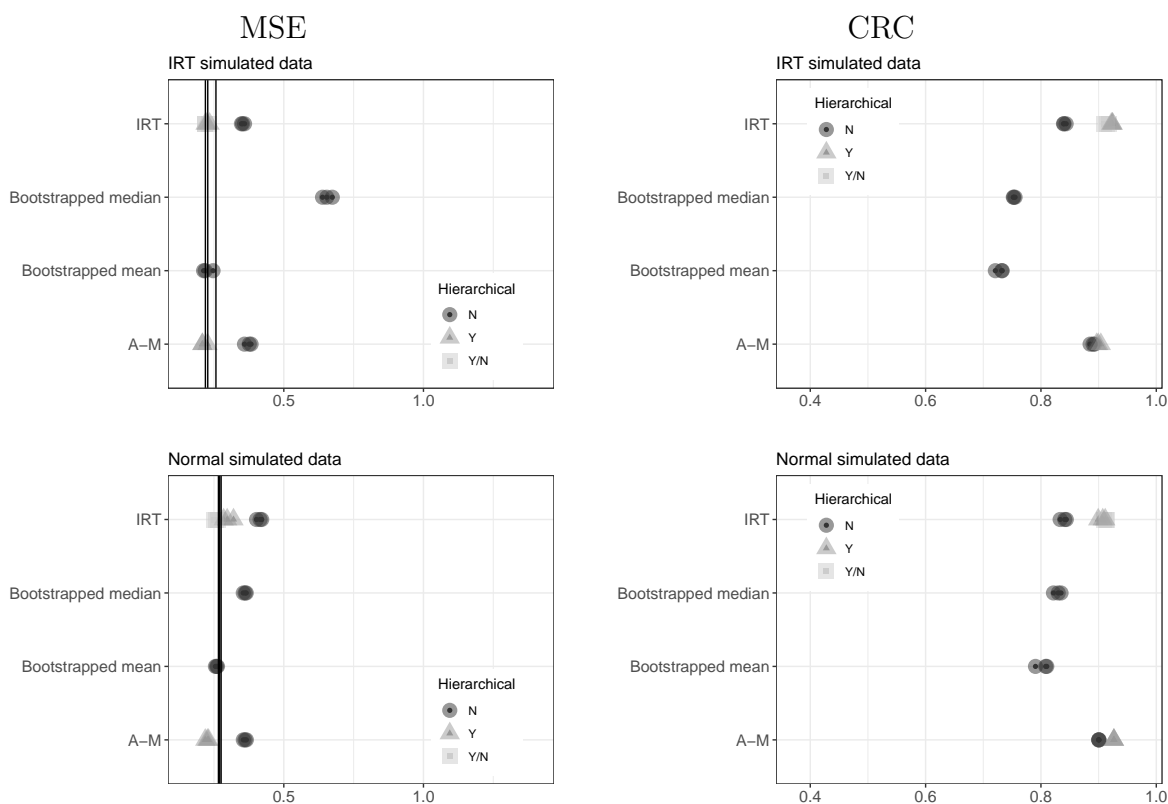 MSE
IRT simulated data
IRT
Bootstrapped median
Bootstrapped mean
A−M
Hierarchical
N
Y
Y/N
0.5
1.0
CRC
IRT simulated data
Hierarchical
N
Y
Y/N
IRT
Bootstrapped median
Bootstrapped mean
A−M
0.4
0.6
0.8
1.0
Normal simulated data
IRT
Bootstrapped median
Bootstrapped mean
A−M
Hierarchical
N
Y
Y/N
0.5
1.0
Normal simulated data
Hierarchical
N
Y
Y/N
IRT
Bootstrapped median
Bootstrapped mean
A−M
0.4
0.6
0.8
1.0